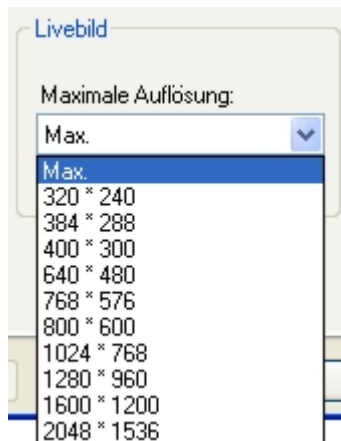 Livebild
Maximale Auflösung:
Max.
Max.
320 * 240
384 * 288
400 * 300
640 * 480
768 * 576
800 * 600
1024 * 768
1280 * 960
1600 * 1200
2048 * 1536